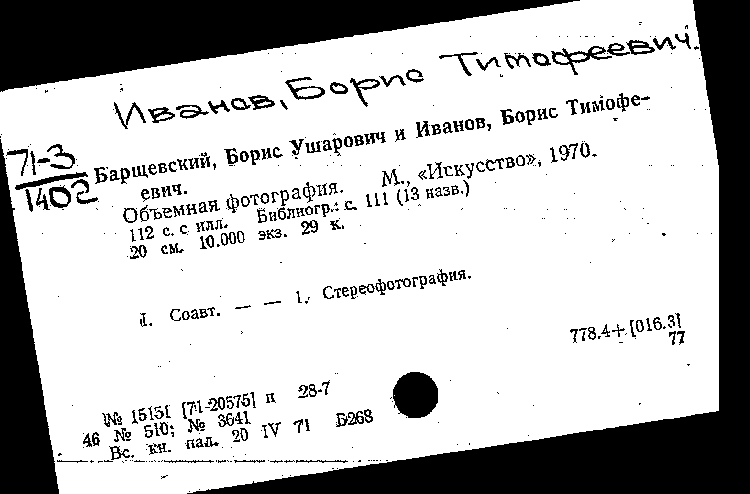 Иванов, Борис Тимофеевич.
71-3
1402
Барщевский, Борис Ушарович и Иванов, Борис Тимофе-
евич.
Объемная фотография. М., «Искусство», 1970.
112 с. с илл. Библиогр.: с. 111 (13 назв.)
20 см. 10.000 экз. 29 к.
I. Соавт. — — 1. Стереофотография.
778.4+[016.3]
77
№ 15151 [71-20575] п 28-7
46 № 510; № 3641
Вс. кн. пал. 20 IV 71 Б268